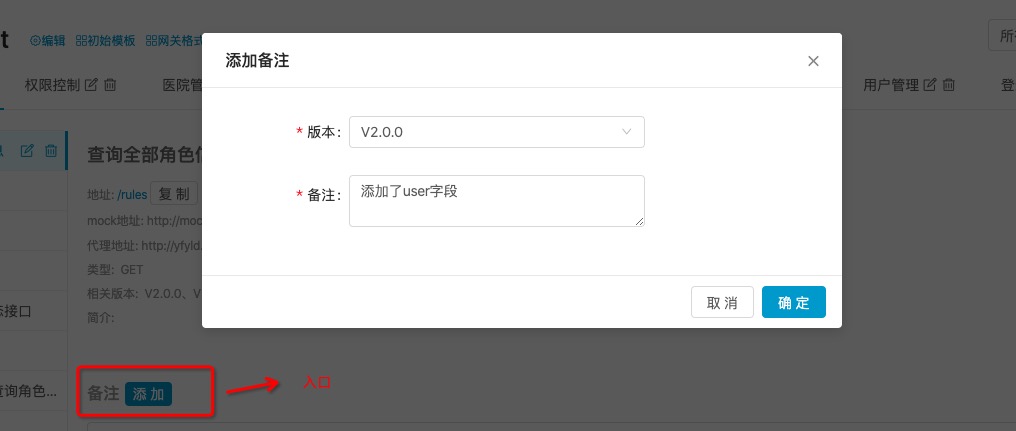 t 编辑 初始模板 网关格式
所
添加备注
权限控制 医院管 用户管理 登
* 版本: V2.0.0
查询全部角色信
* 备注: 添加了user字段
地址: /rules 复 制
mock地址: http://moc
代理地址: http://yfyld.
类型: GET
相关版本: V2.0.0、V
取 消 确 定
态接口
简介:
查询角色...
备注 添 加
入口